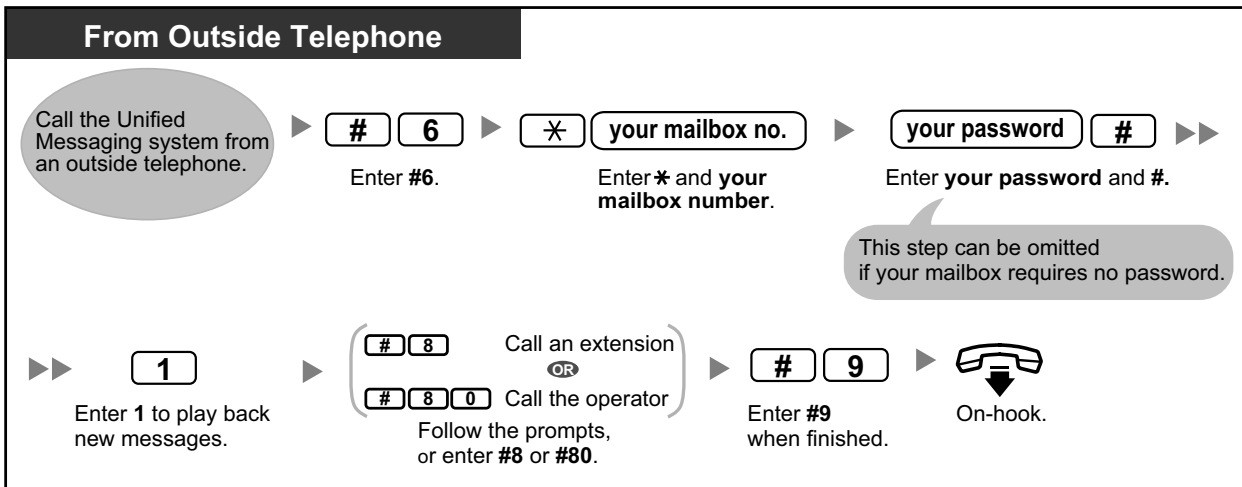 From Outside Telephone
Call the Unified
Messaging system from
an outside telephone.
# 6
Enter #6.
* your mailbox no.
Enter * and your
mailbox number.
your password #
Enter your password and #.
This step can be omitted
if your mailbox requires no password.
1
Enter 1 to play back
new messages.
# 8 Call an extension
OR
# 8 0 Call the operator
Follow the prompts,
or enter #8 or #80.
# 9
Enter #9
when finished.
On-hook.